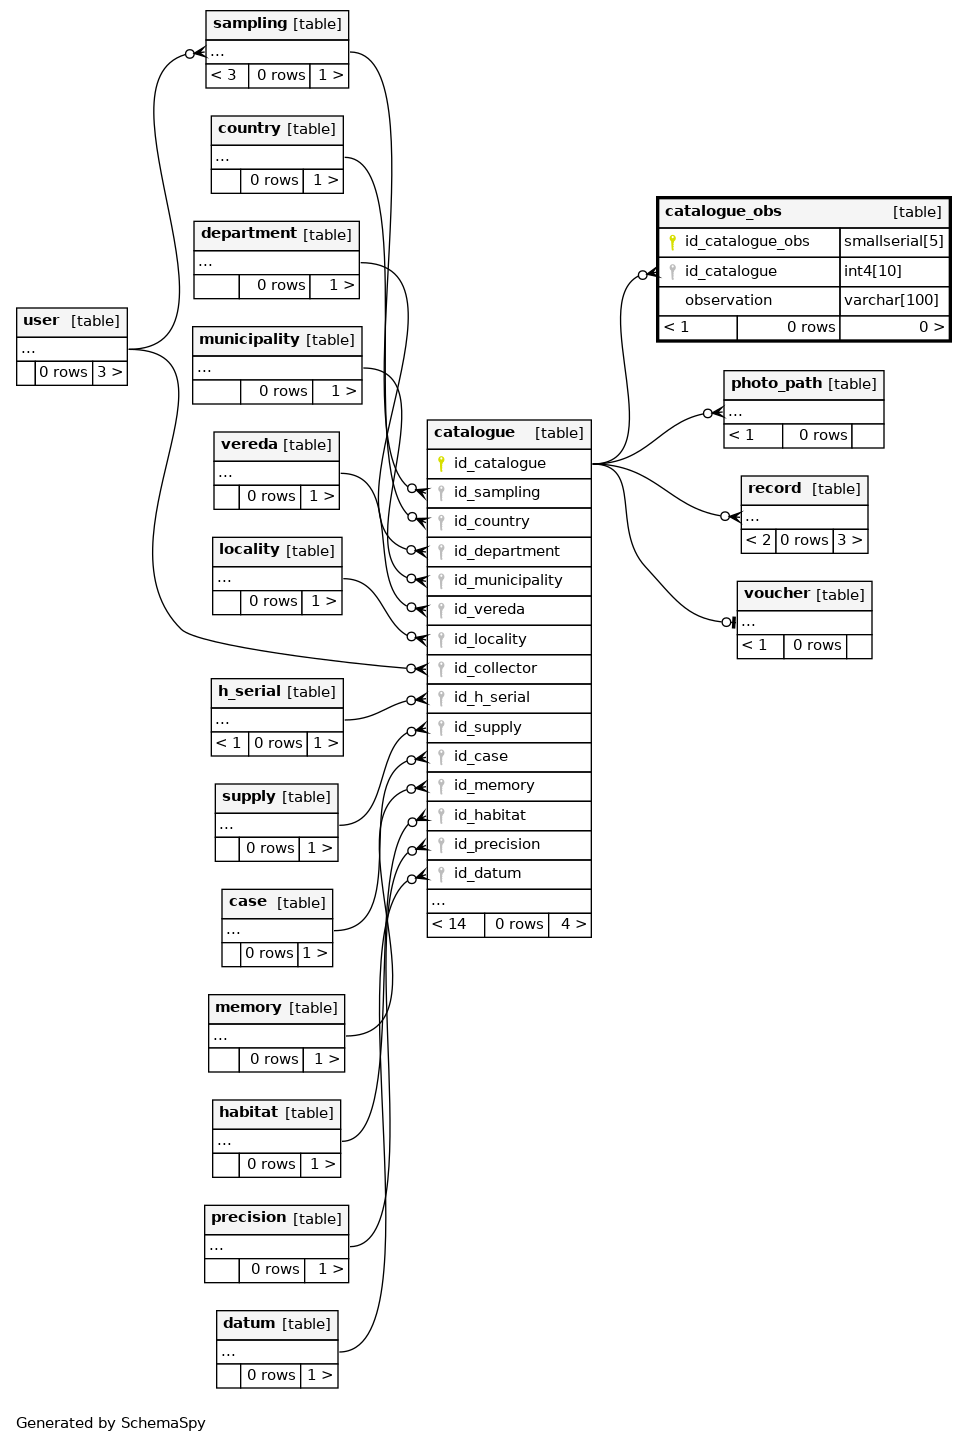 sampling [table]
...
< 3 0 rows 1 >
country [table]
...
0 rows 1 >
department [table]
...
0 rows 1 >
municipality [table]
...
0 rows 1 >
user [table]
...
0 rows 3 >
vereda [table]
...
0 rows 1 >
locality [table]
...
0 rows 1 >
h_serial [table]
...
< 1 0 rows 1 >
supply [table]
...
0 rows 1 >
case [table]
...
0 rows 1 >
memory [table]
...
0 rows 1 >
habitat [table]
...
0 rows 1 >
precision [table]
...
0 rows 1 >
datum [table]
...
0 rows 1 >
catalogue [table]
id_catalogue
id_sampling
id_country
id_department
id_municipality
id_vereda
id_locality
id_collector
id_h_serial
id_supply
id_case
id_memory
id_habitat
id_precision
id_datum
...
< 14 0 rows 4 >
catalogue_obs [table]
id_catalogue_obs smallserial[5]
id_catalogue int4[10]
observation varchar[100]
< 1 0 rows 0 >
photo_path [table]
...
< 1 0 rows
record [table]
...
< 2 0 rows 3 >
voucher [table]
...
< 1 0 rows
Generated by SchemaSpy